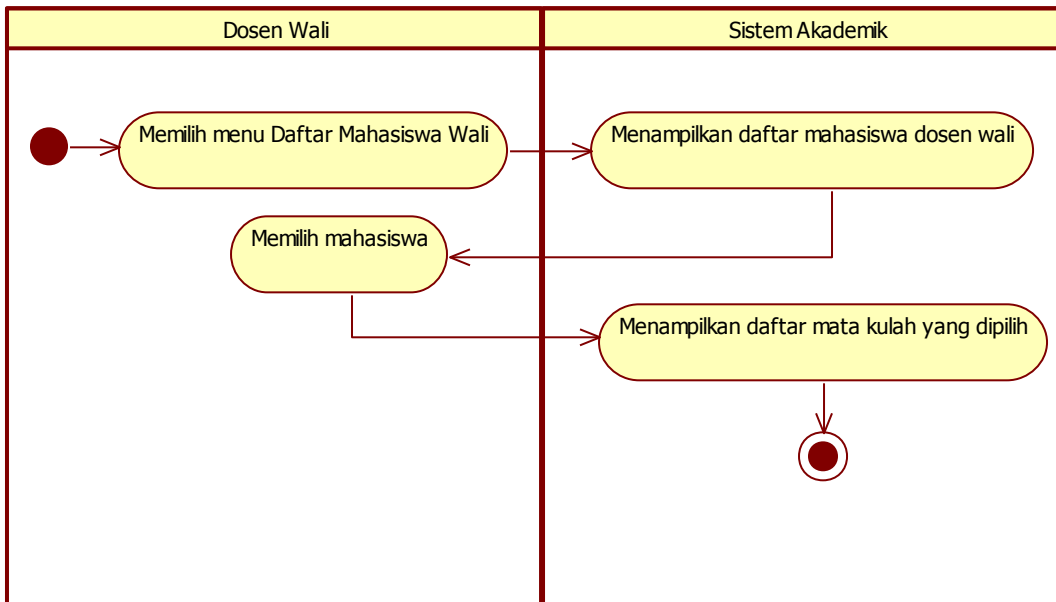 Dosen Wali
Sistem Akademik
Memilih menu Daftar Mahasiswa Wali
Menampilkan daftar mahasiswa dosen wali
Memilih mahasiswa
Menampilkan daftar mata kulah yang dipilih